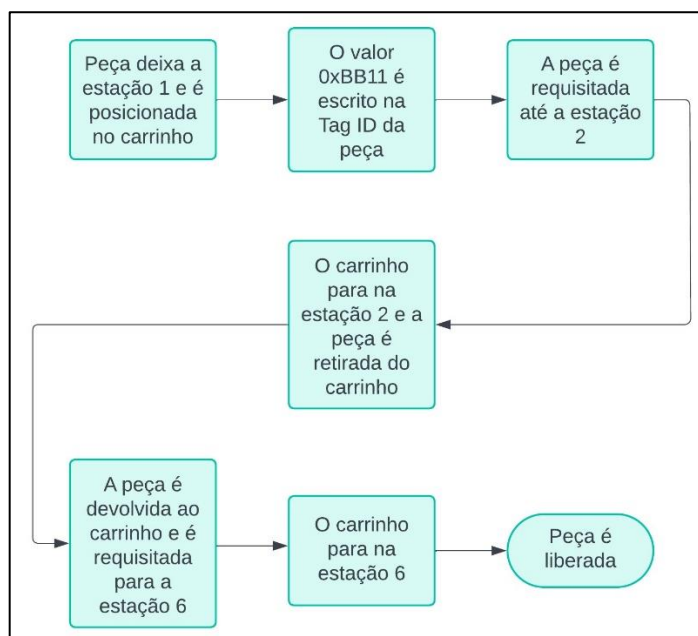 Peça deixa a
estação 1 e é
posicionada
no carrinho
O valor
0xBB11 é
escrito na
Tag ID da
peça
A peça é
requisitada
até a estação
2
O carrinho
para na
estação 2 e a
peça é
retirada do
carrinho
A peça é
devolvida ao
carrinho e é
requisitada
para a
estação 6
O carrinho
para na
estação 6
Peça é
liberada